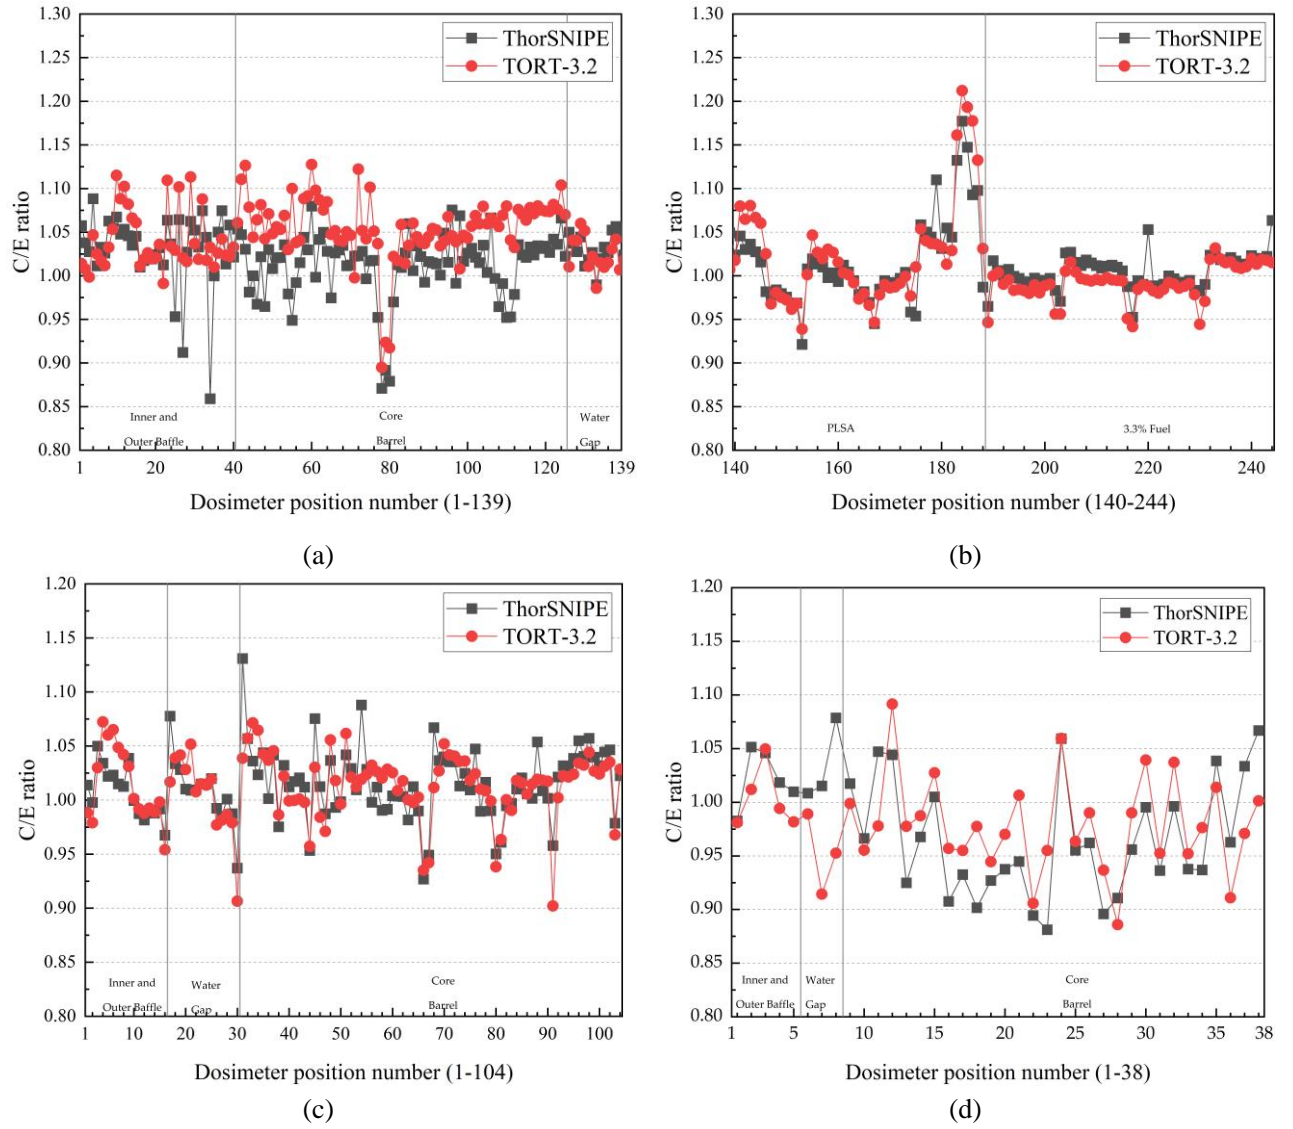 1.30
1.25
1.20
1.15
1.10
1.05
1.00
0.95
0.90
0.85
0.80
C/E ratio
ThorSNIPE
TORT-3.2
Inner and
Outer Baffle
Core
Barrel
Water
Gap
1 20 40 60 80 100 120 139
Dosimeter position number (1-139)
(a)
1.30
1.25
1.20
1.15
1.10
1.05
1.00
0.95
0.90
0.85
0.80
C/E ratio
ThorSNIPE
TORT-3.2
PLSA
3.3% Fuel
140 160 180 200 220 240
Dosimeter position number (140-244)
(b)
1.20
1.15
1.10
1.05
1.00
0.95
0.90
0.85
0.80
C/E ratio
ThorSNIPE
TORT-3.2
Inner and
Outer Baffle
Water
Gap
Core
Barrel
1 10 20 30 40 50 60 70 80 90 100
Dosimeter position number (1-104)
(c)
1.20
1.15
1.10
1.05
1.00
0.95
0.90
0.85
0.80
C/E ratio
ThorSNIPE
TORT-3.2
Inner and
Outer Baffle
Water
Gap
Core
Barrel
1 5 10 15 20 25 30 35 38
Dosimeter position number (1-38)
(d)